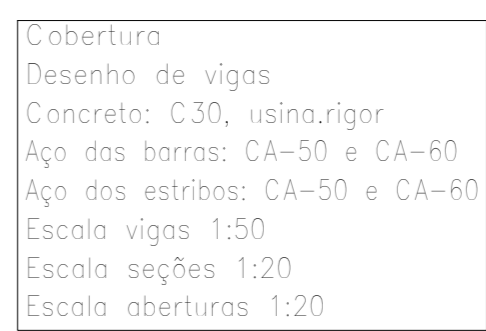 Cobertura
Desenho de vigas
Concreto: C30, usina.rigor
Aço das barras: CA-50 e CA-60
Aço dos estribos: CA-50 e CA-60
Escala vigas 1:50
Escala seções 1:20
Escala aberturas 1:20